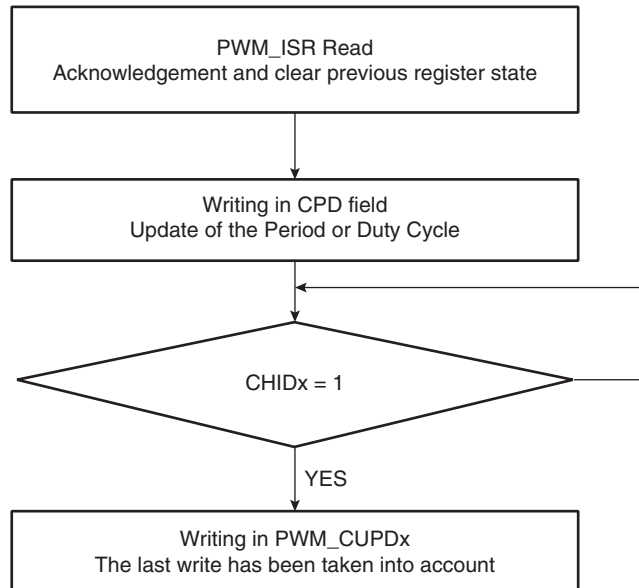 PWM_ISR Read
Acknowledgement and clear previous register state
Writing in CPD field
Update of the Period or Duty Cycle
CHIDx = 1
YES
Writing in PWM_CUPDx
The last write has been taken into account